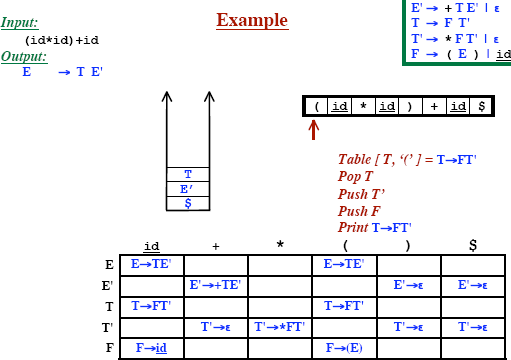 Example
Input:
(id*id)+id
Output:
E → T E'
E' → + T E' | ε
T → F T'
T' → * F T' | ε
F → ( E ) | id
( id * id ) + id $
T
E'
$
Table [ T, ‘(’ ] = T→FT'
Pop T
Push T’
Push F
Print T→FT'
id + * ( ) $
E E→TE' E→TE'
E' E'→+TE' E'→ε E'→ε
T T→FT' T→FT'
T' T'→ε T'→*FT' T'→ε T'→ε
F F→id F→(E)